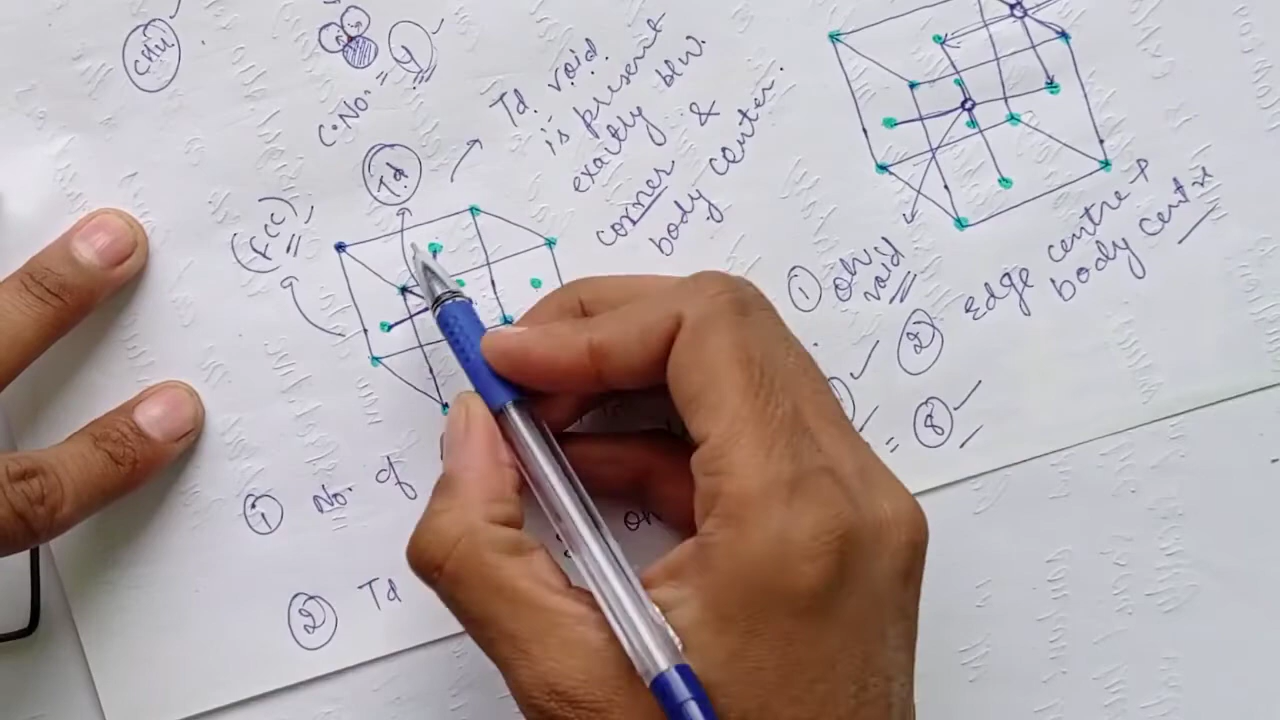 C.No. =
Td
(fcc)
Td. void
is present
exactly b/w.
corner &
body center.
① oh
void
② Edge centre +
body centre
= ⑧
① No. of
oh
② Td